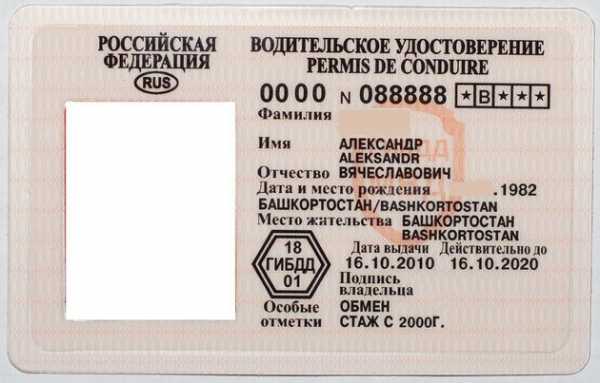 РОССИЙСКАЯ
ФЕДЕРАЦИЯ
RUS
ВОДИТЕЛЬСКОЕ УДОСТОВЕРЕНИЕ
PERMIS DE CONDUIRE
00 00 N 088888 ★ B ★ ★ ★
Фамилия
Имя АЛЕКСАНДР
ALEKSANDR
Отчество ВЯЧЕСЛАВОВИЧ
Дата и место рождения .1982
БАШКОРТОСТАН/BASHKORTOSTAN
Место жительства БАШКОРТОСТАН
BASHKORTOSTAN
Дата выдачи Действительно до
16.10.2010 16.10.2020
18
ГИБДД
01
Подпись
владельца
Особые ОБМЕН
отметки СТАЖ С 2000Г.